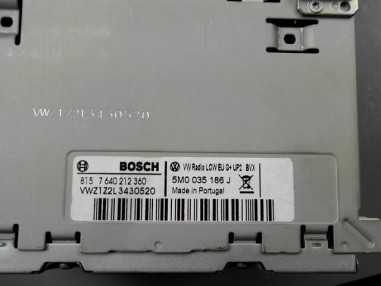 VWZ1Z2L3430520
BOSCH
VW Radio LOW EU G+ UP2 BVX
815 7 640 212 360
5M0 035 186 J
VWZ1Z2L3430520
Made in Portugal